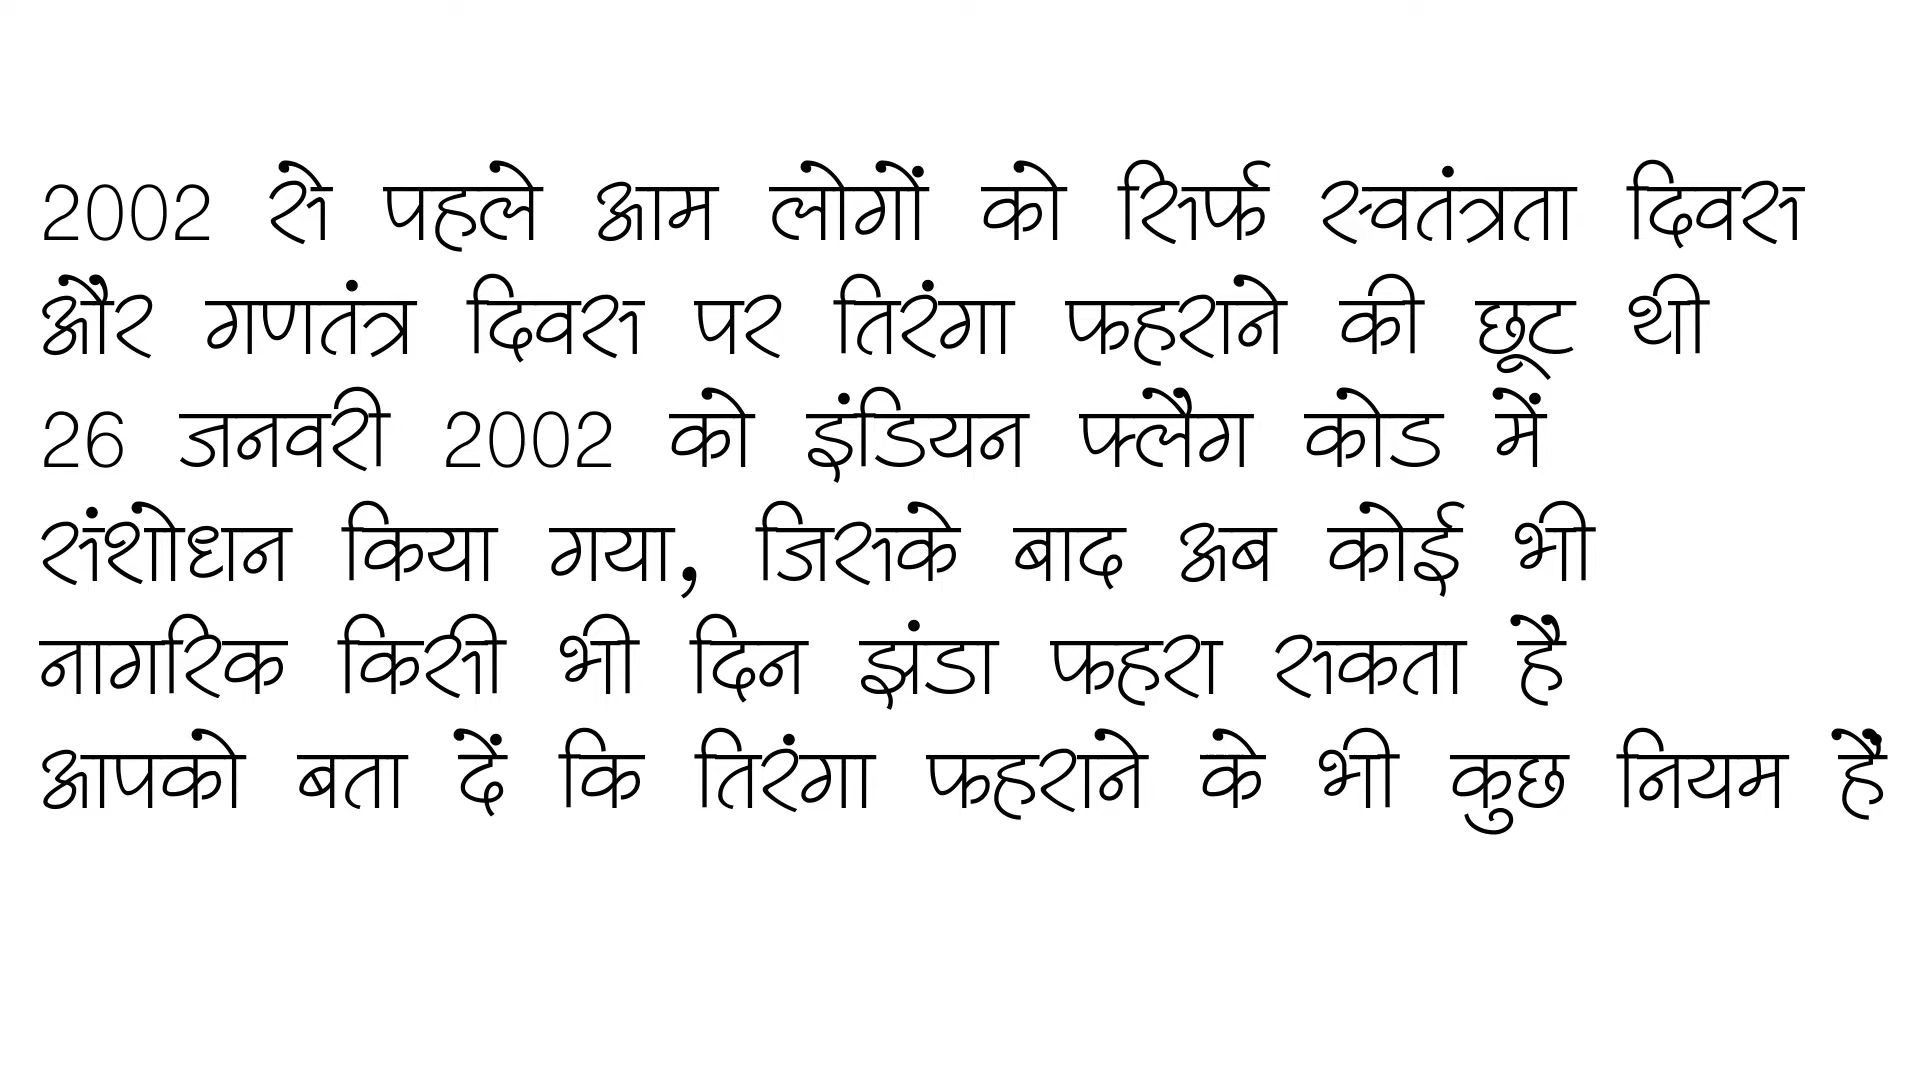 2002 से पहले आम लोगों को सिर्फ स्वतंत्रता दिवस
और गणतंत्र दिवस पर तिरंगा फहराने की छूट थी
26 जनवरी 2002 को इंडियन फ्लैग कोड में
संशोधन किया गया, जिसके बाद अब कोई भी
नागरिक किसी भी दिन झंडा फहरा सकता है
आपको बता दें कि तिरंगा फहराने के भी कुछ नियम हैं